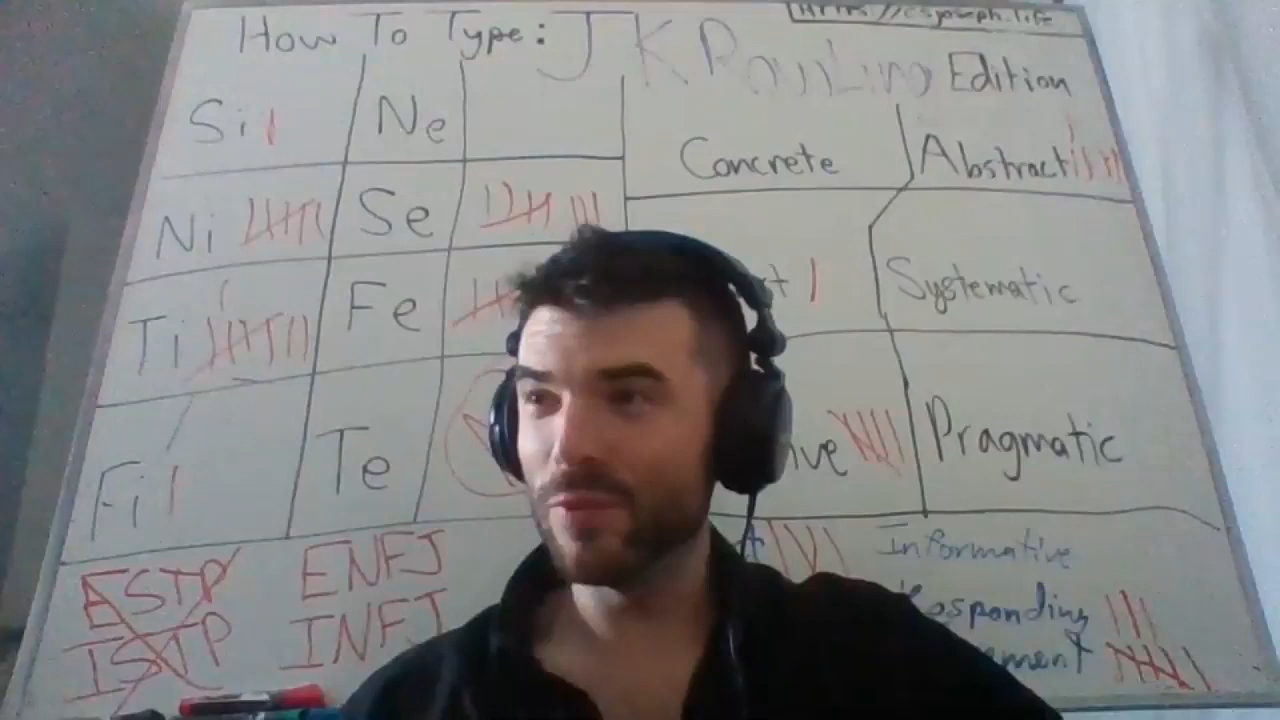 How To Type: JK Rowling Edition
Si Ne
Concrete Abstract
Ni Se
Systematic
Ti Fe
Fi Te
Pragmatic
ESTP ENFJ
Informative
ISTP INFJ